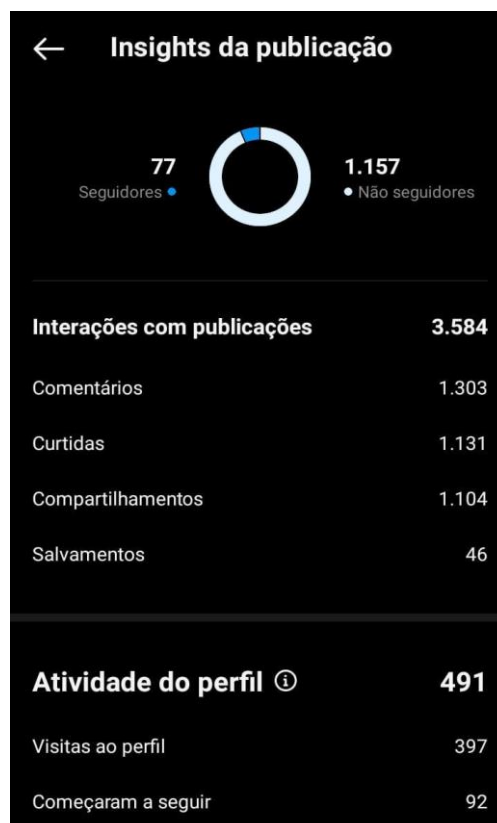 Insights da publicação
77
Seguidores
1.157
Não seguidores
Interações com publicações 3.584
Comentários 1.303
Curtidas 1.131
Compartilhamentos 1.104
Salvamentos 46
Atividade do perfil 491
Visitas ao perfil 397
Começaram a seguir 92